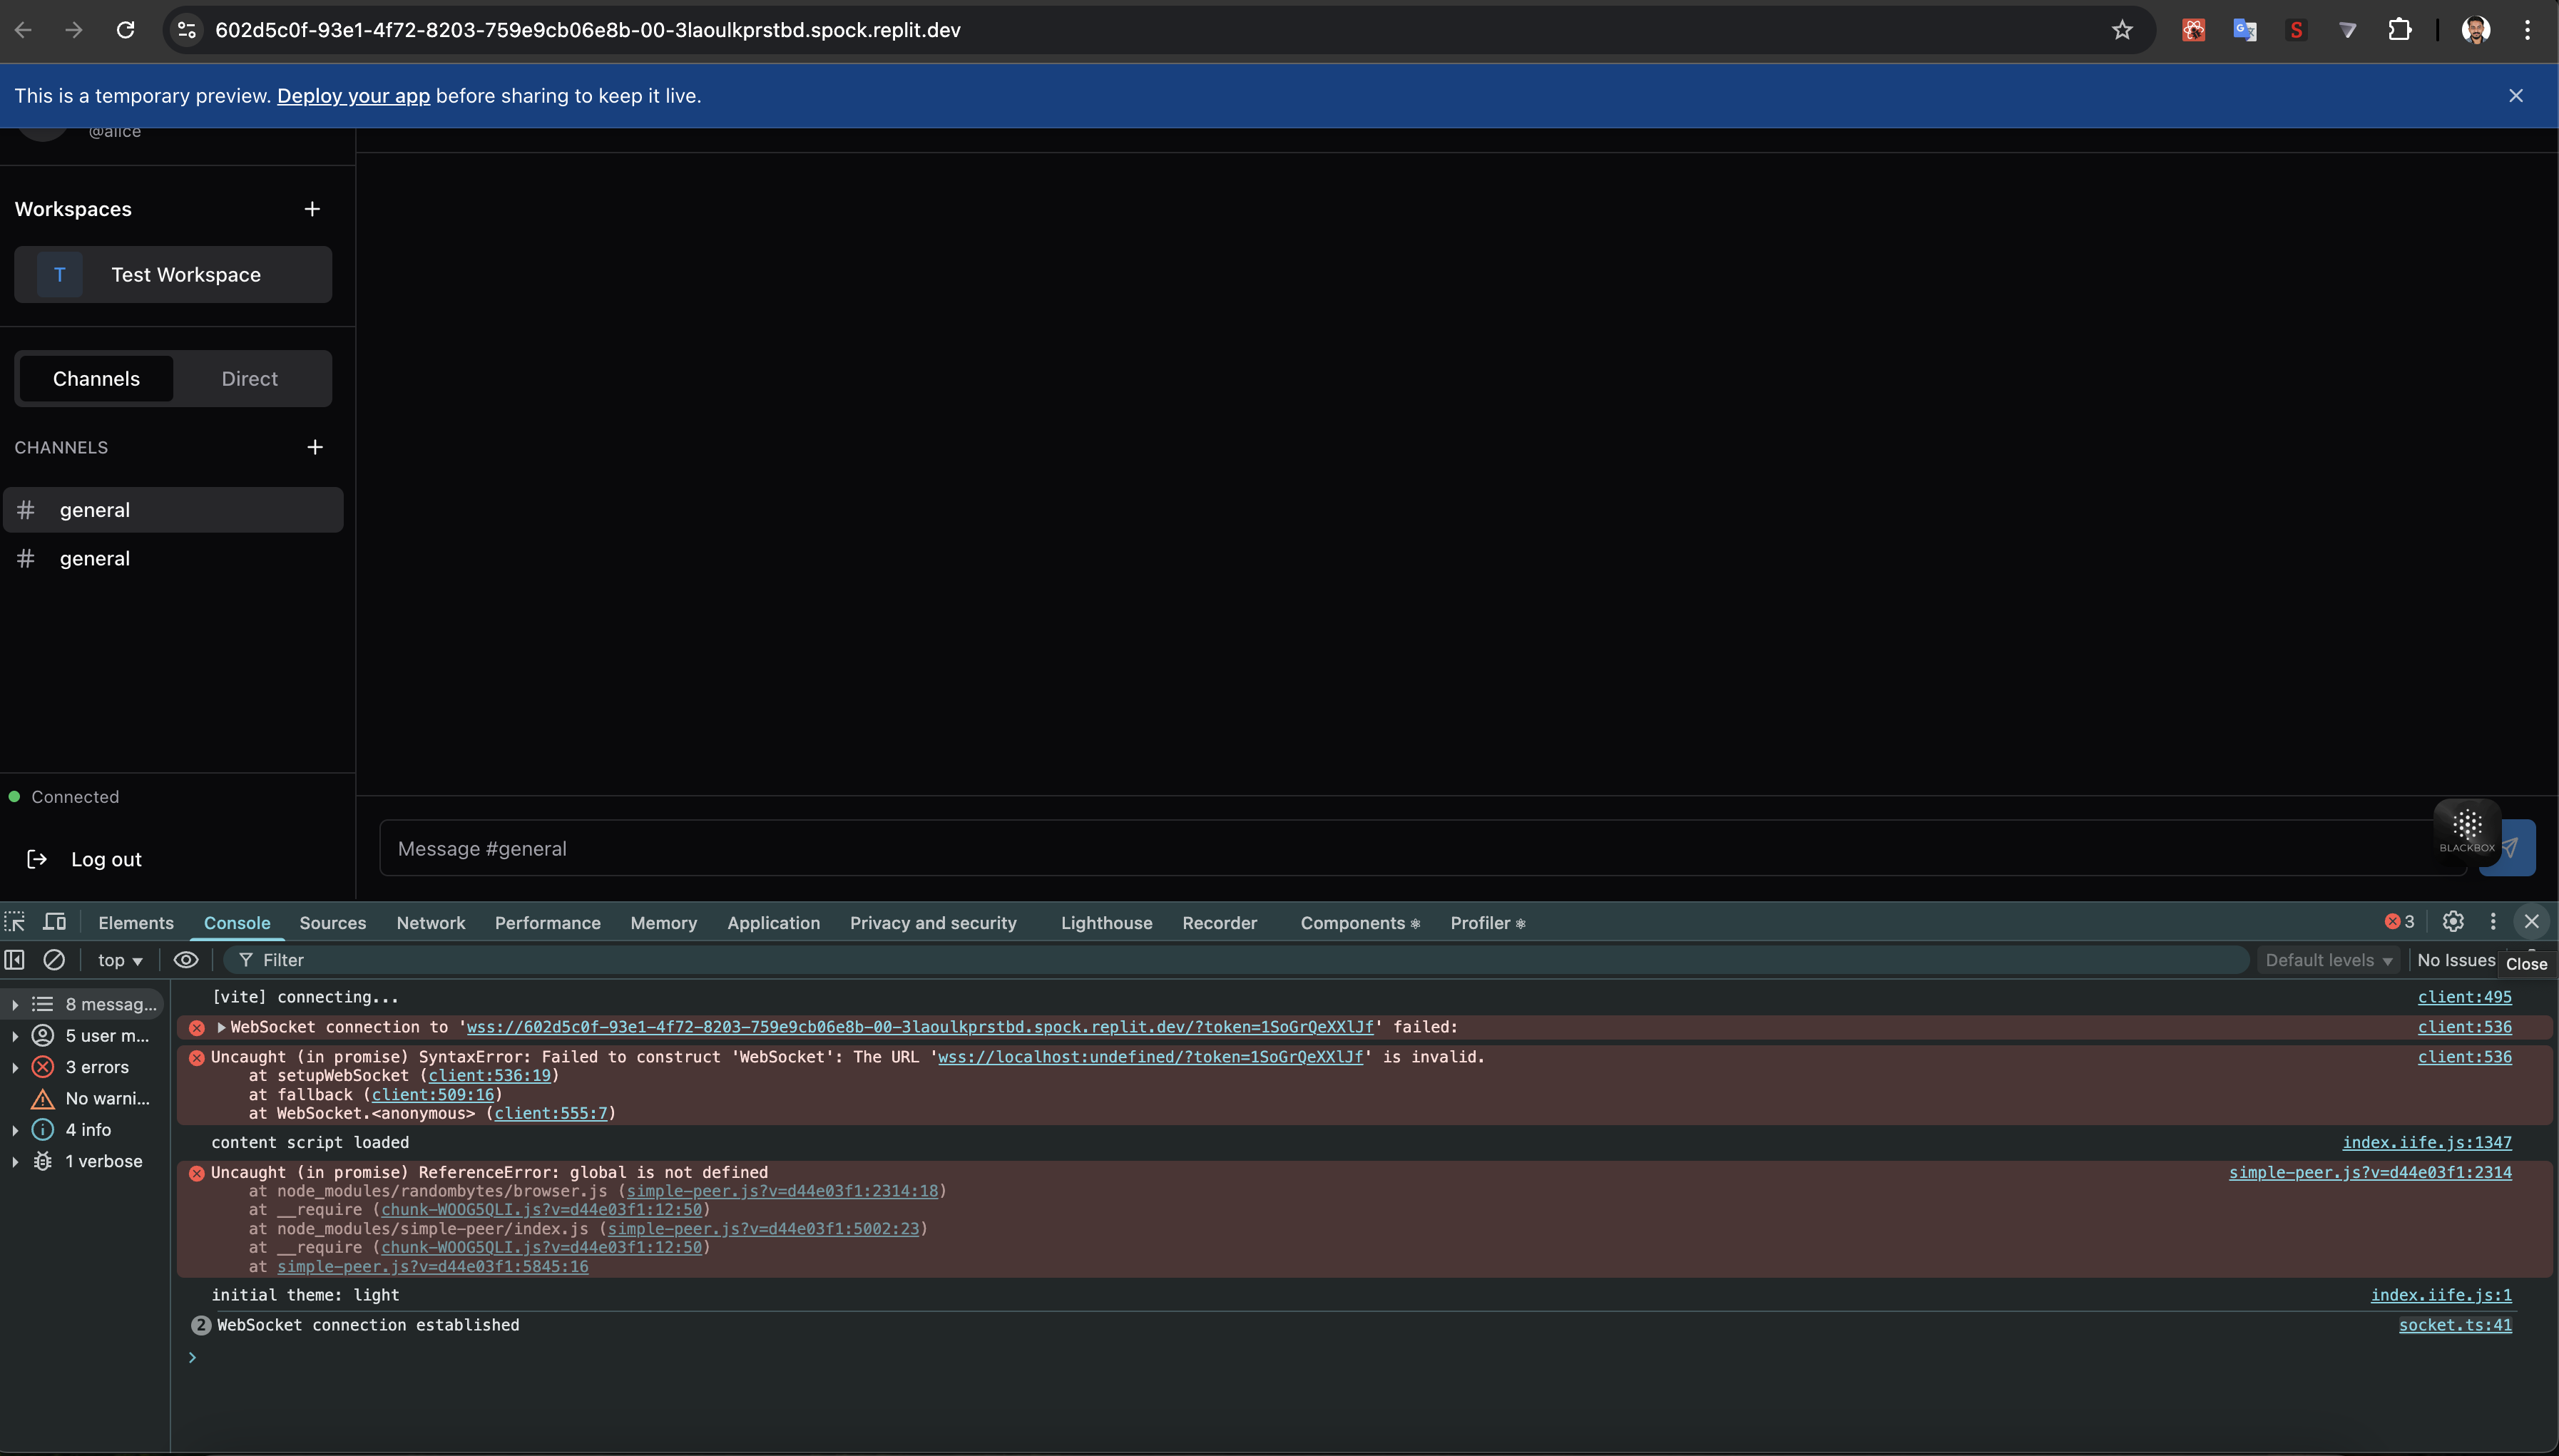 602d5c0f-93e1-4f72-8203-759e9cb06e8b-00-3laoulkprstbd.spock.replit.dev
This is a temporary preview. Deploy your app before sharing to keep it live.
@alice
Workspaces
T Test Workspace
Channels Direct
CHANNELS
# general
# general
Connected
Log out
Message #general
BLACKBOX
Elements Console Sources Network Performance Memory Application Privacy and security Lighthouse Recorder Components Profiler 3
top Filter Default levels No Issues Close
8 messag...
5 user m...
3 errors
No warni...
4 info
1 verbose
[vite] connecting... client:495
WebSocket connection to 'wss://602d5c0f-93e1-4f72-8203-759e9cb06e8b-00-3laoulkprstbd.spock.replit.dev/?token=1SoGrQeXXlJf' failed: client:536
Uncaught (in promise) SyntaxError: Failed to construct 'WebSocket': The URL 'wss://localhost:undefined/?token=1SoGrQeXXlJf' is invalid. client:536
at setupWebSocket (client:536:19)
at fallback (client:509:16)
at WebSocket.<anonymous> (client:555:7)
content script loaded index.iife.js:1347
Uncaught (in promise) ReferenceError: global is not defined simple-peer.js?v=d44e03f1:2314
at node_modules/randombytes/browser.js (simple-peer.js?v=d44e03f1:2314:18)
at __require (chunk-WOOG5QLI.js?v=d44e03f1:12:50)
at node_modules/simple-peer/index.js (simple-peer.js?v=d44e03f1:5002:23)
at __require (chunk-WOOG5QLI.js?v=d44e03f1:12:50)
at simple-peer.js?v=d44e03f1:5845:16
initial theme: light index.iife.js:1
2 WebSocket connection established socket.ts:41